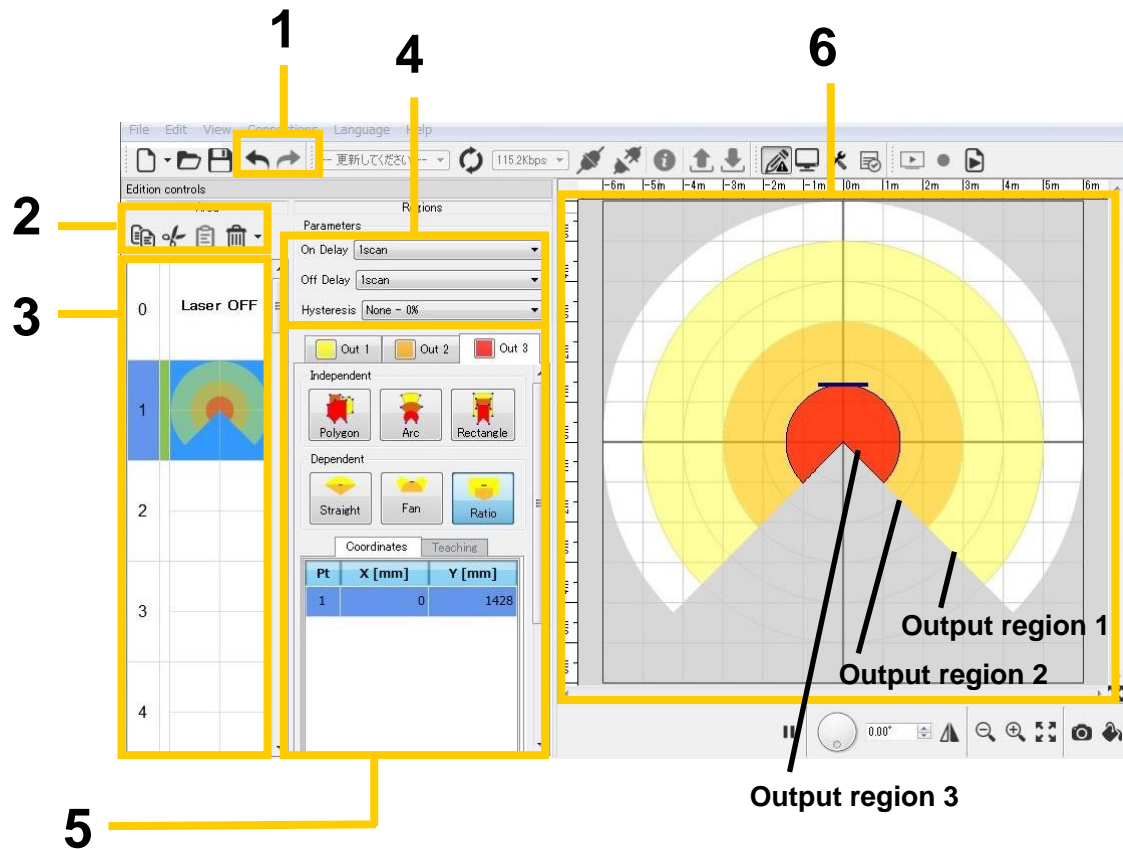 1
4
6
File Edit View Connections Language Help
-- 更新してください -- 115.2Kbps
Edition controls
-6m -5m -4m -3m -2m -1m 0m 1m 2m 3m 4m 5m 6m
Area Regions
2
Parameters
On Delay 1scan
Off Delay 1scan
Hysteresis None - 0%
3
0 Laser OFF
Out 1 Out 2 Out 3
Independent
1
Polygon Arc Rectangle
Dependent
2
Straight Fan Ratio
Coordinates Teaching
Pt X [mm] Y [mm]
1 0 1428
3
Output region 1
Output region 2
4
0.00°
Output region 3
5